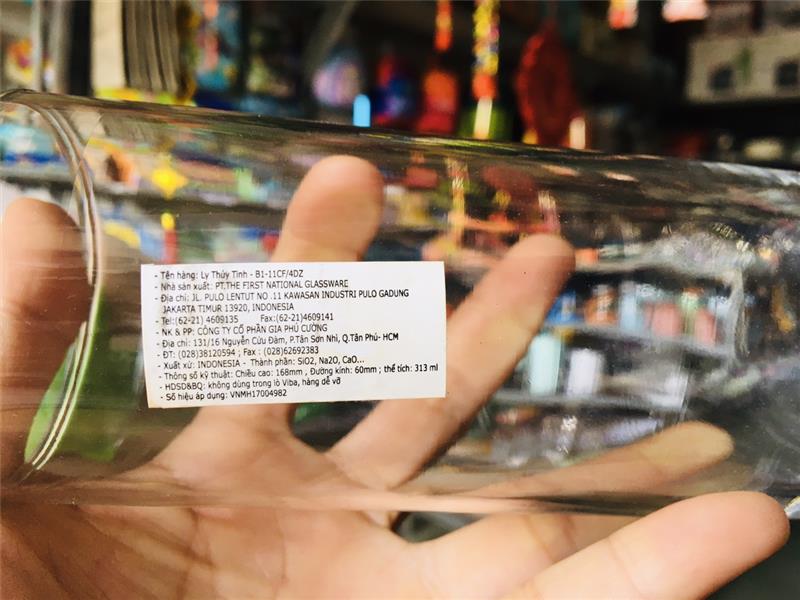 - Tên hàng: Ly Thủy Tinh - B1-11CF/4DZ
- Nhà sản xuất: PT.THE FIRST NATIONAL GLASSWARE
- Địa chỉ: JL. PULO LENTUT NO .11 KAWASAN INDUSTRI PULO GADUNG
JAKARTA TIMUR 13920, INDONESIA
- Tel:(62-21) 4609135 Fax:(62-21)4609141
- NK & PP: CÔNG TY CỔ PHẦN GIA PHÚ CƯỜNG
- Địa chỉ: 131/16 Nguyễn Cửu Đàm, P.Tân Sơn Nhì, Q.Tân Phú- HCM
ĐT: (028)38120594 ; Fax : (028)62692383
- Xuất xứ: INDONESIA - Thành phần: SiO2, Na2O, CaO...
- Thông số kỹ thuật: Chiều cao: 168mm , Đường kính: 60mm ; thể tích: 313 ml
- HDSD&BQ: không dùng trong lò Viba, hàng dễ vỡ
- Số hiệu áp dụng: VNMH17004982